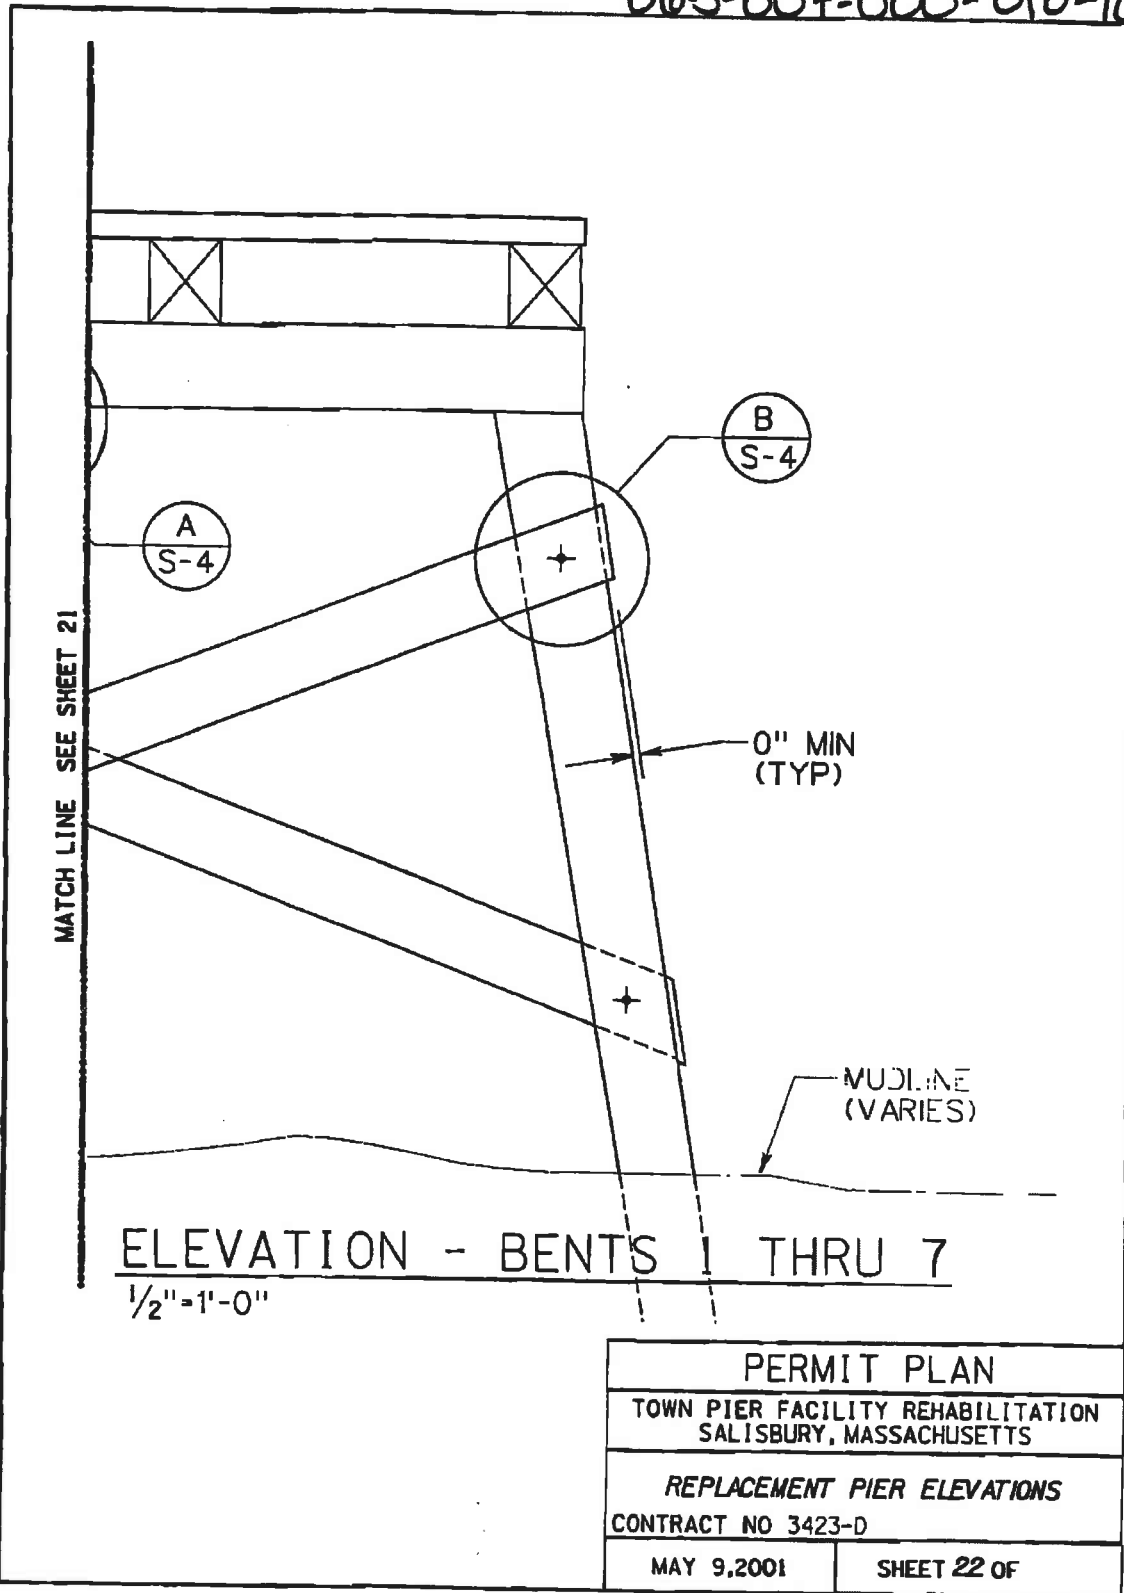 B
S-4
A
S-4
MATCH LINE SEE SHEET 21
0" MIN
(TYP)
MUDLINE
(VARIES)
ELEVATION - BENTS 1 THRU 7
1/2"=1'-0"
PERMIT PLAN
TOWN PIER FACILITY REHABILITATION
SALISBURY, MASSACHUSETTS
REPLACEMENT PIER ELEVATIONS
CONTRACT NO 3423-D
MAY 9,2001
SHEET 22 OF